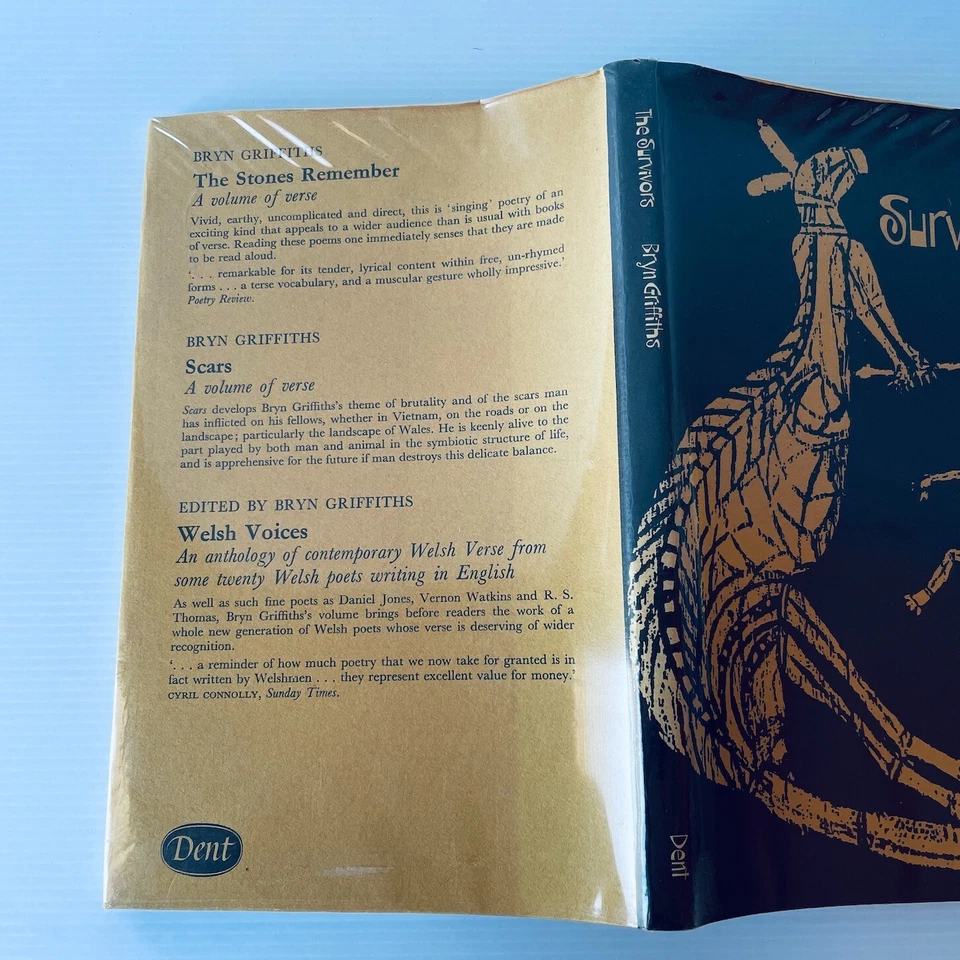 BRYN GRIFFITHS
The Stones Remember
A volume of verse
Vivid, earthy, uncomplicated and direct, this is 'singing' poetry of an
exciting kind that appeals to a wider audience than is usual with books
of verse. Reading these poems one immediately senses that they are made
to be read aloud.
'. . . remarkable for its tender, lyrical content within free, un-rhymed
forms . . . a terse vocabulary, and a muscular gesture wholly impressive.'
Poetry Review.
BRYN GRIFFITHS
Scars
A volume of verse
Scars develops Bryn Griffiths's theme of brutality and of the scars man
has inflicted on his fellows, whether in Vietnam, on the roads or on the
landscape; particularly the landscape of Wales. He is keenly alive to the
part played by both man and animal in the symbiotic structure of life,
and is apprehensive for the future if man destroys this delicate balance.
EDITED BY BRYN GRIFFITHS
Welsh Voices
An anthology of contemporary Welsh Verse from
some twenty Welsh poets writing in English
As well as such fine poets as Daniel Jones, Vernon Watkins and R. S.
Thomas, Bryn Griffiths's volume brings before readers the work of a
whole new generation of Welsh poets whose verse is deserving of wider
recognition.
'. . . a reminder of how much poetry that we now take for granted is in
fact written by Welshmen . . . they represent excellent value for money.'
CYRIL CONNOLLY, Sunday Times.
Dent
The Survivors
Bryn Griffiths
Dent
Surv